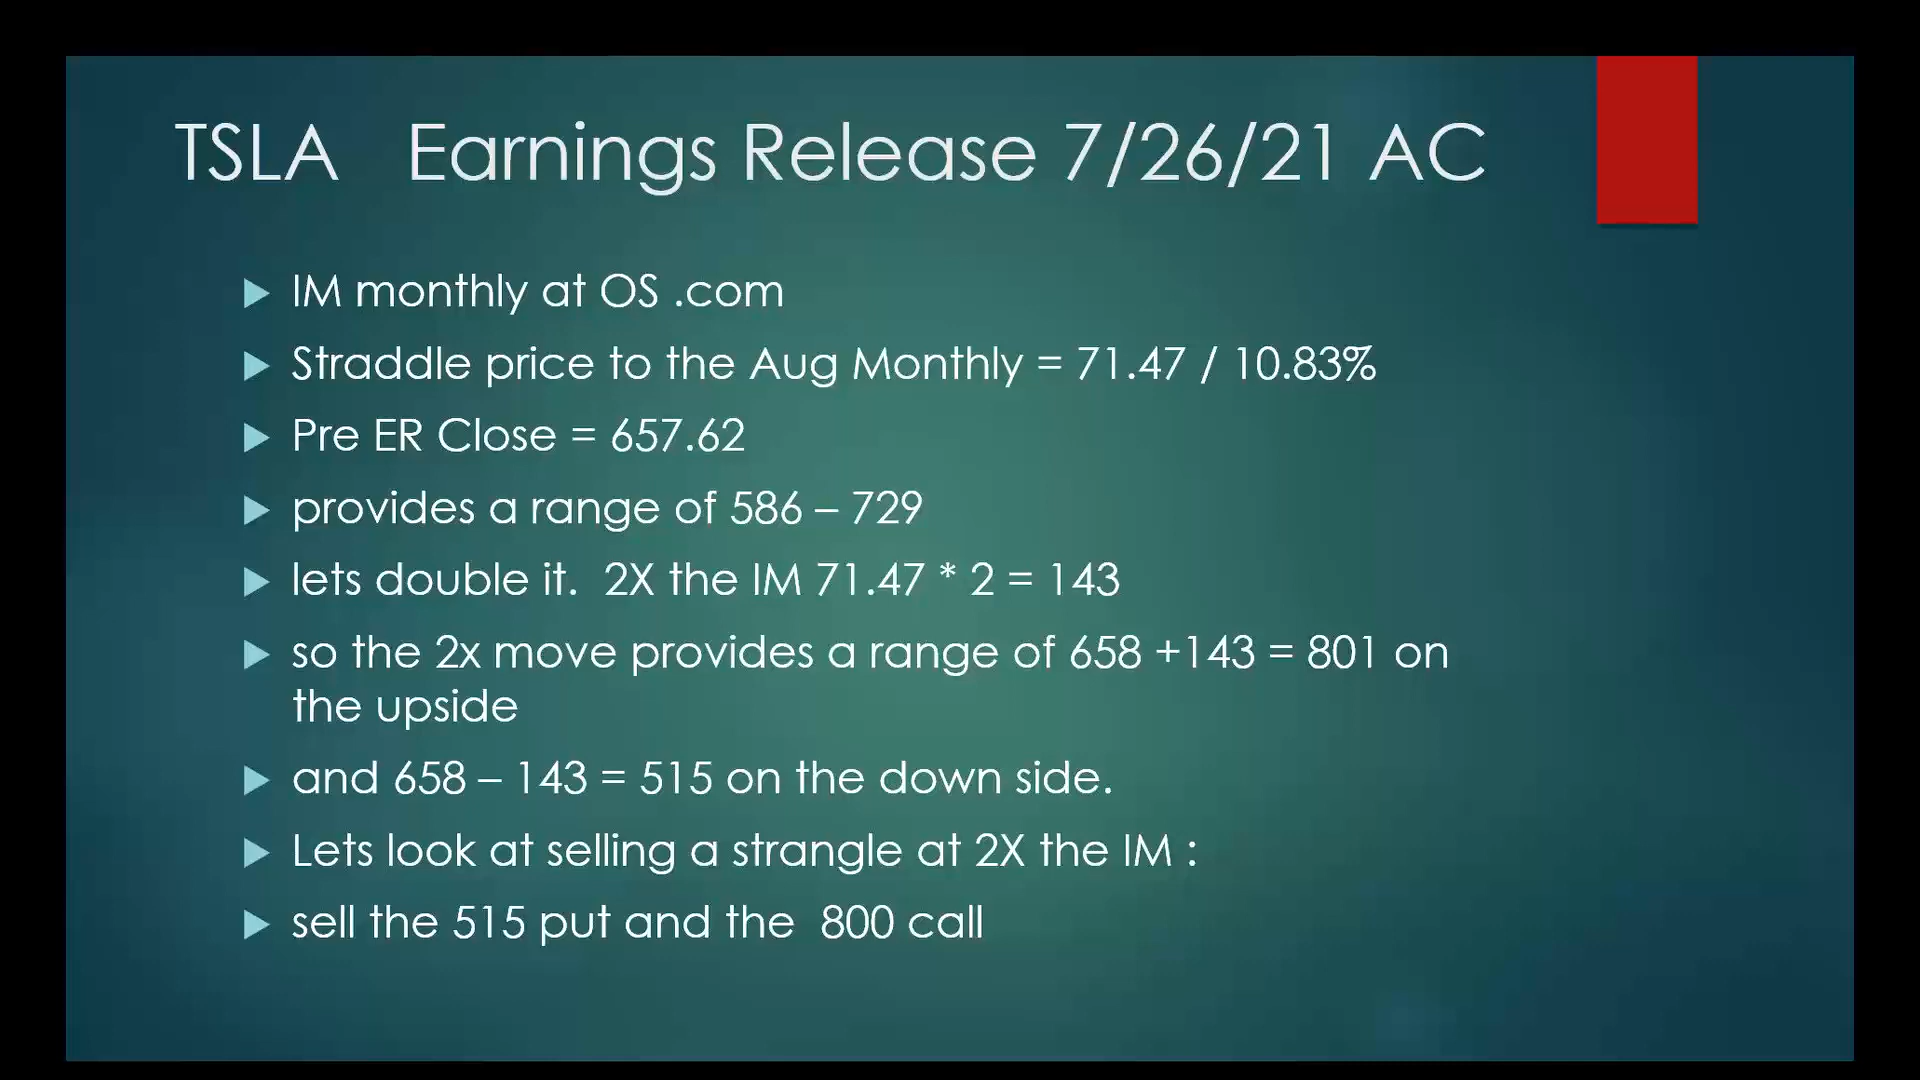 TSLA   Earnings Release 7/26/21 AC
IM monthly at OS .com
Straddle price to the Aug Monthly = 71.47 / 10.83%
Pre ER Close = 657.62
provides a range of 586 – 729
lets double it.  2X the IM 71.47 * 2 = 143
so the 2x move provides a range of 658 +143 = 801 on
the upside
and 658 – 143 = 515 on the down side.
Lets look at selling a strangle at 2X the IM :
sell the 515 put and the  800 call